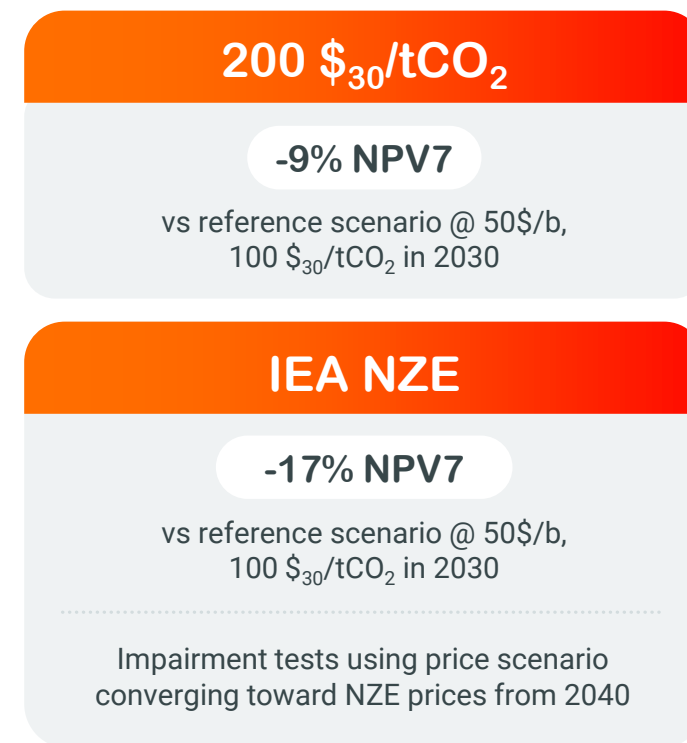 200 $₃₀/tCO₂
-9% NPV7
vs reference scenario @ 50$/b,
100 $₃₀/tCO₂ in 2030
IEA NZE
-17% NPV7
vs reference scenario @ 50$/b,
100 $₃₀/tCO₂ in 2030
Impairment tests using price scenario
converging toward NZE prices from 2040